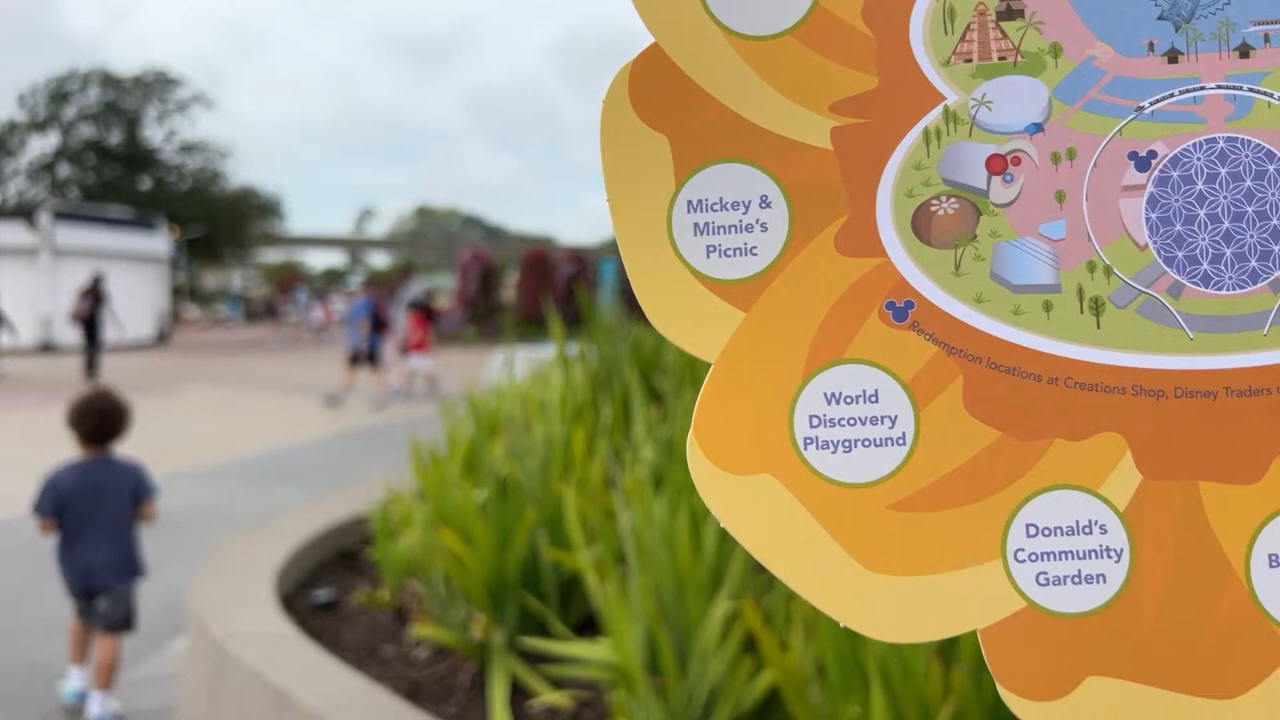 Mickey &
Minnie's
Picnic
World
Discovery
Playground
Redemption locations at Creations Shop, Disney Traders
Donald's
Community
Garden
B